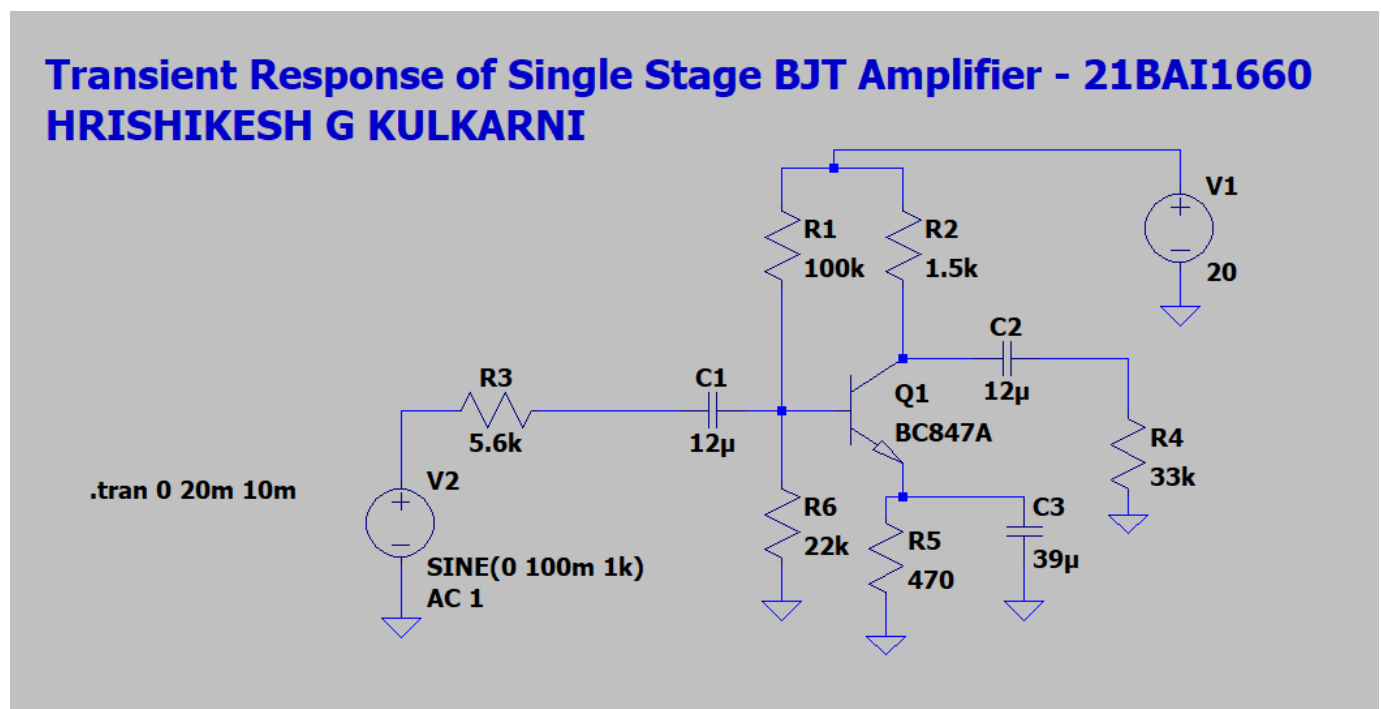 Transient Response of Single Stage BJT Amplifier - 21BAI1660
HRISHIKESH G KULKARNI
V1
20
R1
100k
R2
1.5k
C2
12µ
R3
5.6k
C1
12µ
Q1
BC847A
R4
33k
.tran 0 20m 10m
V2
SINE(0 100m 1k)
AC 1
R6
22k
R5
470
C3
39µ